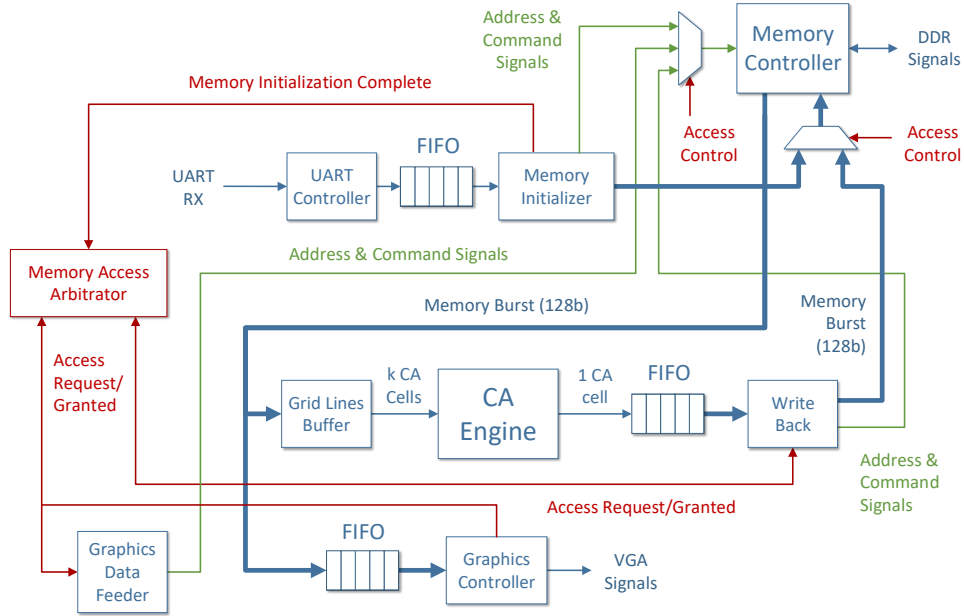 Address &
Command
Signals
Memory
Controller
DDR
Signals
Memory Initialization Complete
Access
Control
Access
Control
FIFO
UART
RX
UART
Controller
Memory
Initializer
Address & Command Signals
Memory Access
Arbitrator
Memory Burst (128b)
Memory
Burst
(128b)
Access
Request/
Granted
k CA
Cells
1 CA
cell
FIFO
Grid Lines
Buffer
CA
Engine
Write
Back
Address &
Command
Signals
Access Request/Granted
FIFO
Graphics
Data
Feeder
Graphics
Controller
VGA
Signals